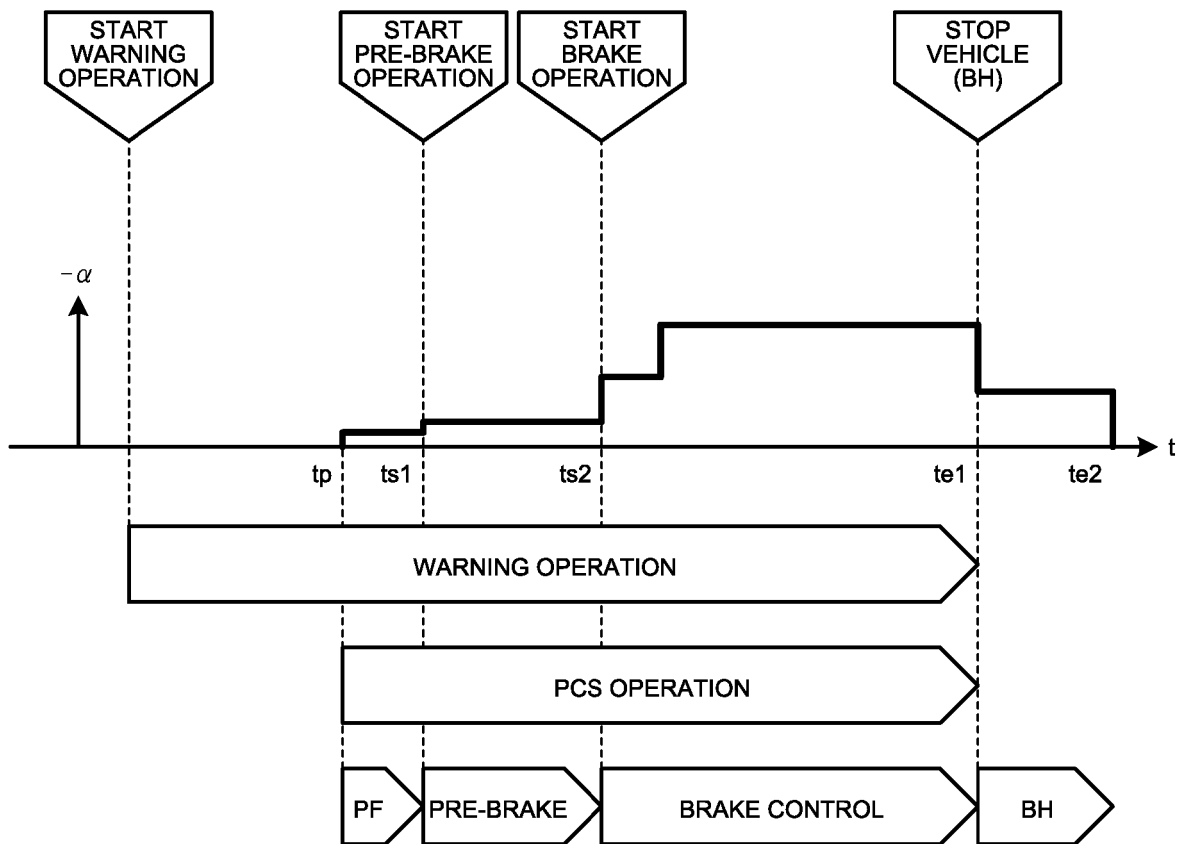 START
WARNING
OPERATION
START
PRE-BRAKE
OPERATION
START
BRAKE
OPERATION
STOP
VEHICLE
(BH)
-α
t
tp
ts1
ts2
te1
te2
WARNING OPERATION
PCS OPERATION
PF
PRE-BRAKE
BRAKE CONTROL
BH